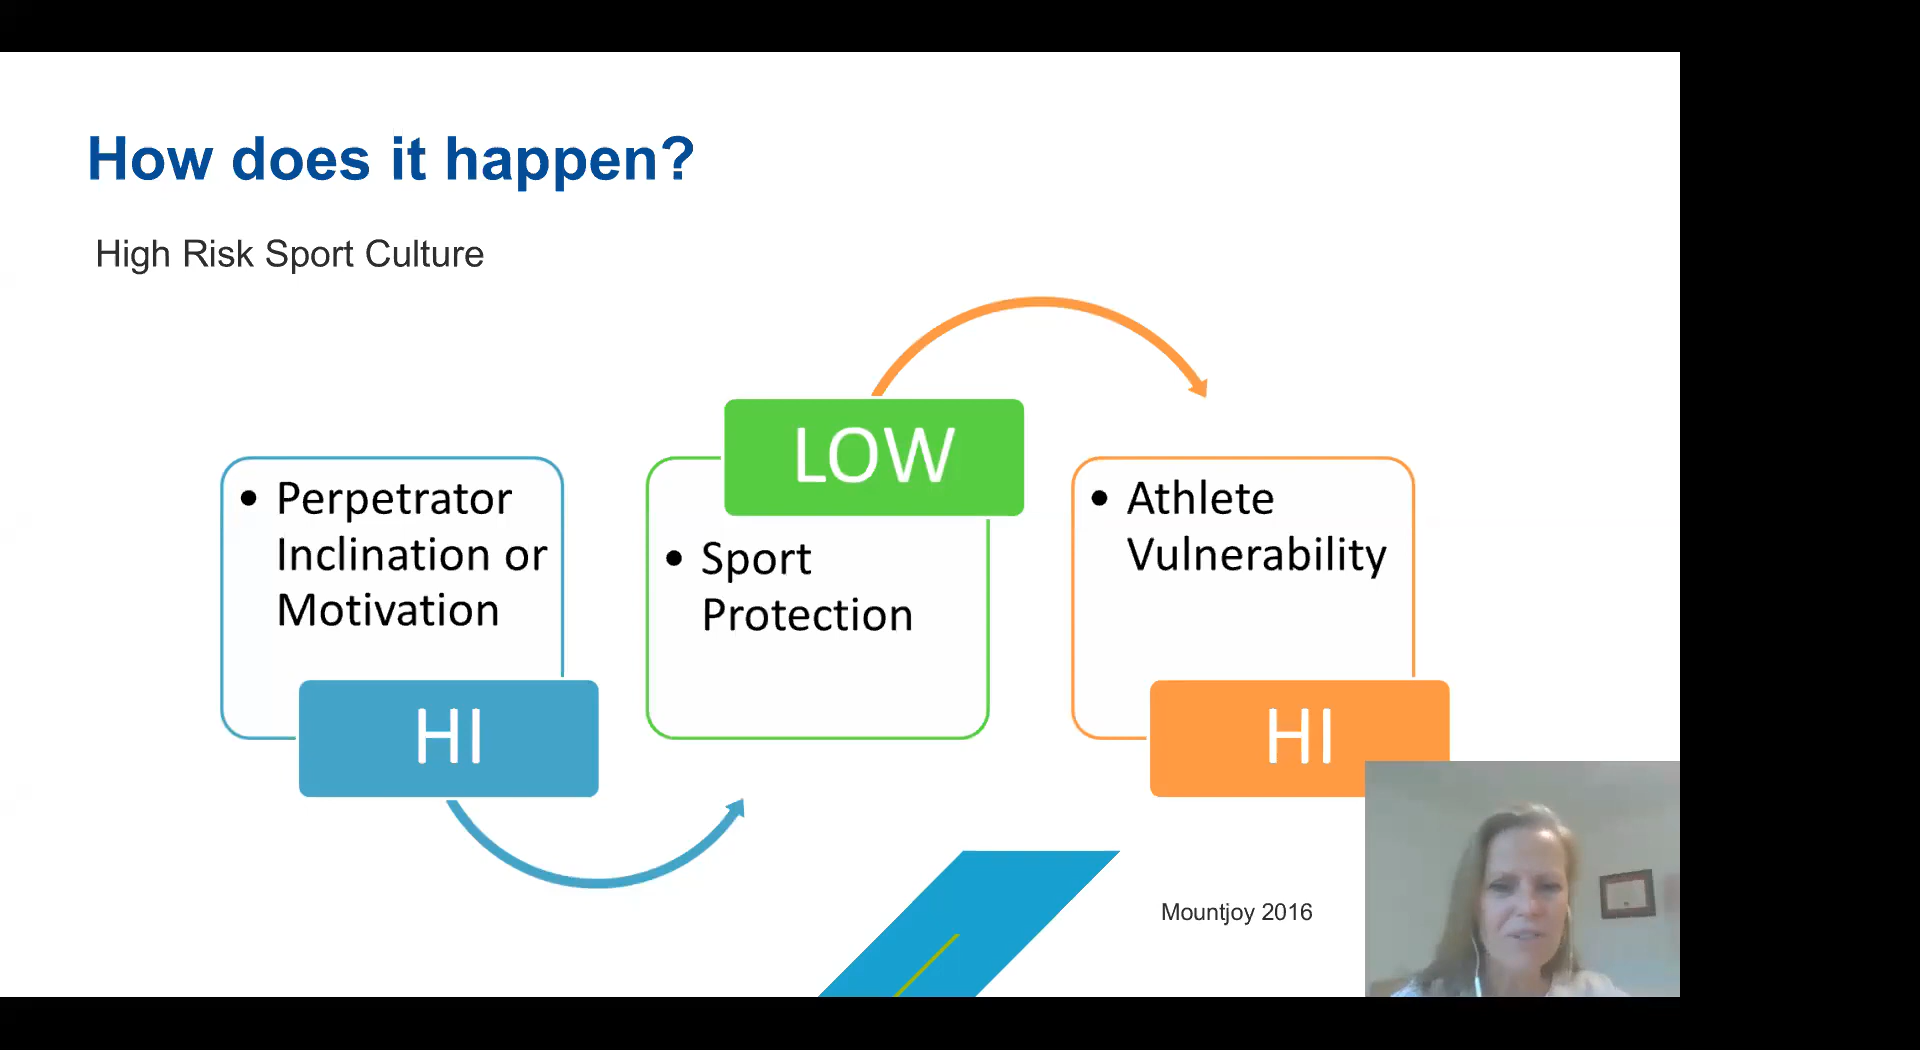 How does it happen?
High Risk Sport Culture
• Perpetrator
Inclination or
Motivation
HI
LOW
• Sport
Protection
• Athlete
Vulnerability
HI
Mountjoy 2016